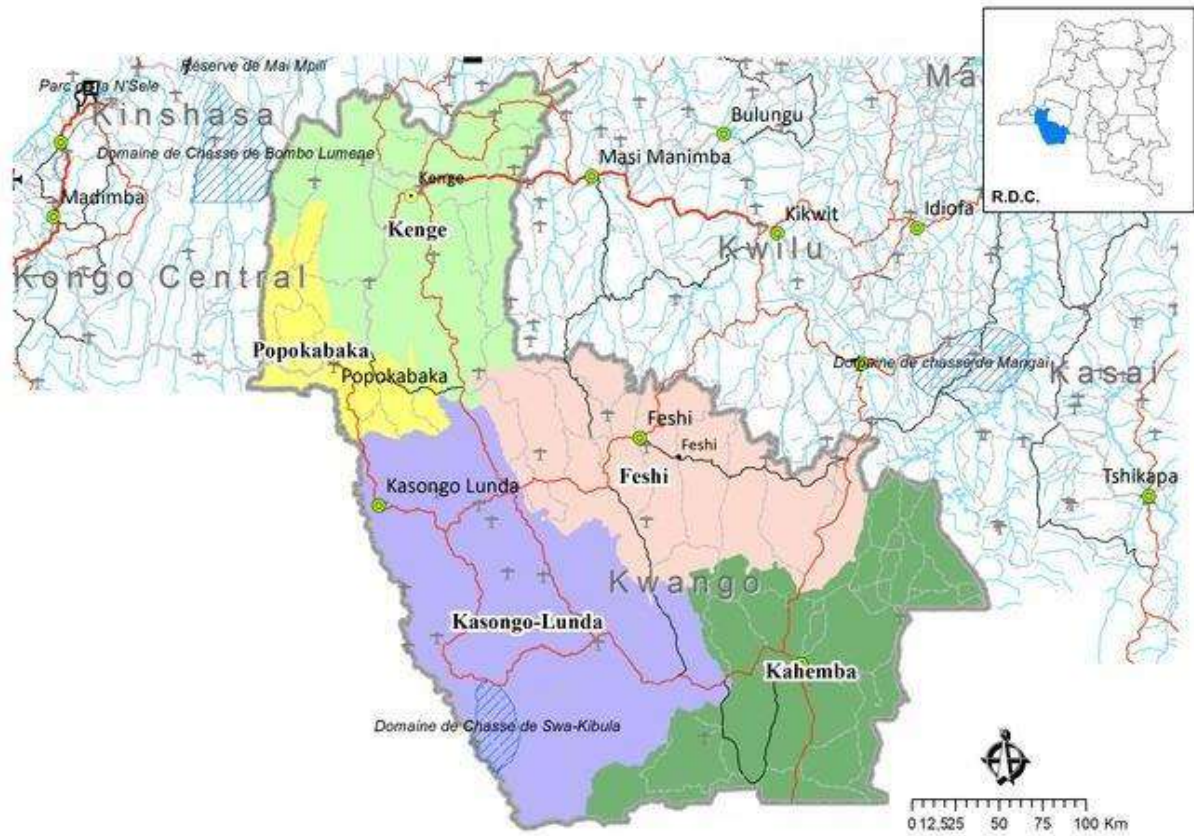 Réserve de Mai Mpili
Parc de la N'Sele
Kinshasa
Ma
Bulungu
Domaine de Chasse de Bombo Lumene
Masi Manimba
Kenge
Madimba
R.D.C.
Kikwit
Idiofa
Kenge
Kwilu
Kongo Central
Popokabaka
Popokabaka
Domaine de chasse de Mangai
Kasai
Feshi
Feshi
Feshi
Tshikapa
Kasongo Lunda
Kwango
Kasongo-Lunda
Kahemba
Domaine de Chasse de Swa-Kibula
0 12,525 50 75 100 Km